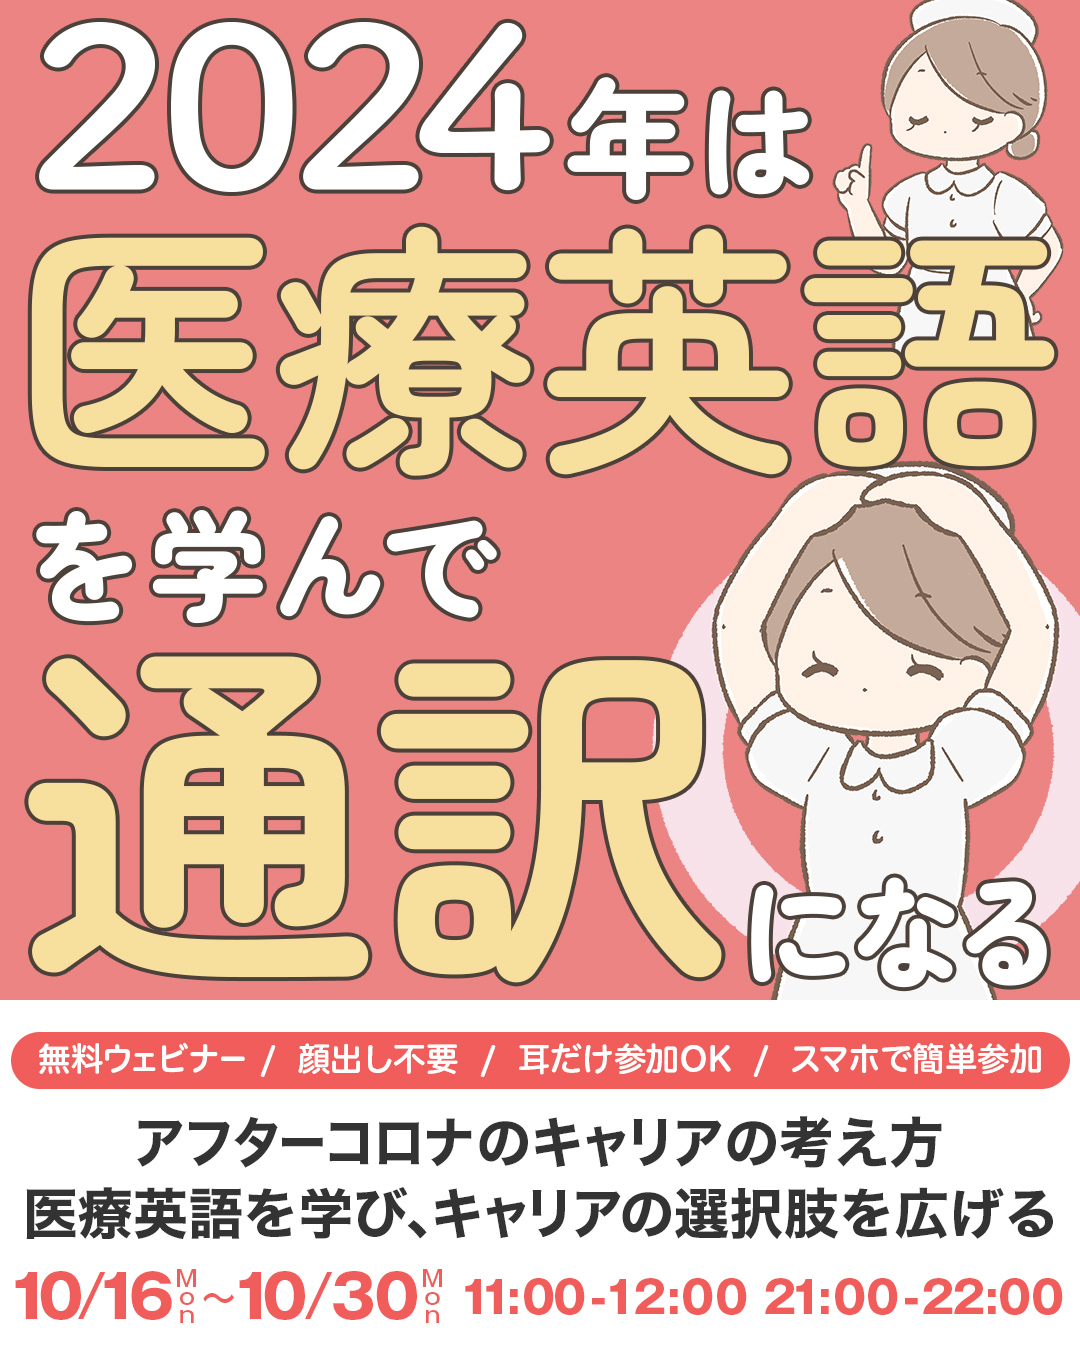 2024年は
医療英語
を学んで
通訳になる
無料ウェビナー / 顔出し不要 / 耳だけ参加OK / スマホで簡単参加
アフターコロナのキャリアの考え方
医療英語を学び、キャリアの選択肢を広げる
10/16Mon〜10/30Mon 11:00-12:00 21:00-22:00